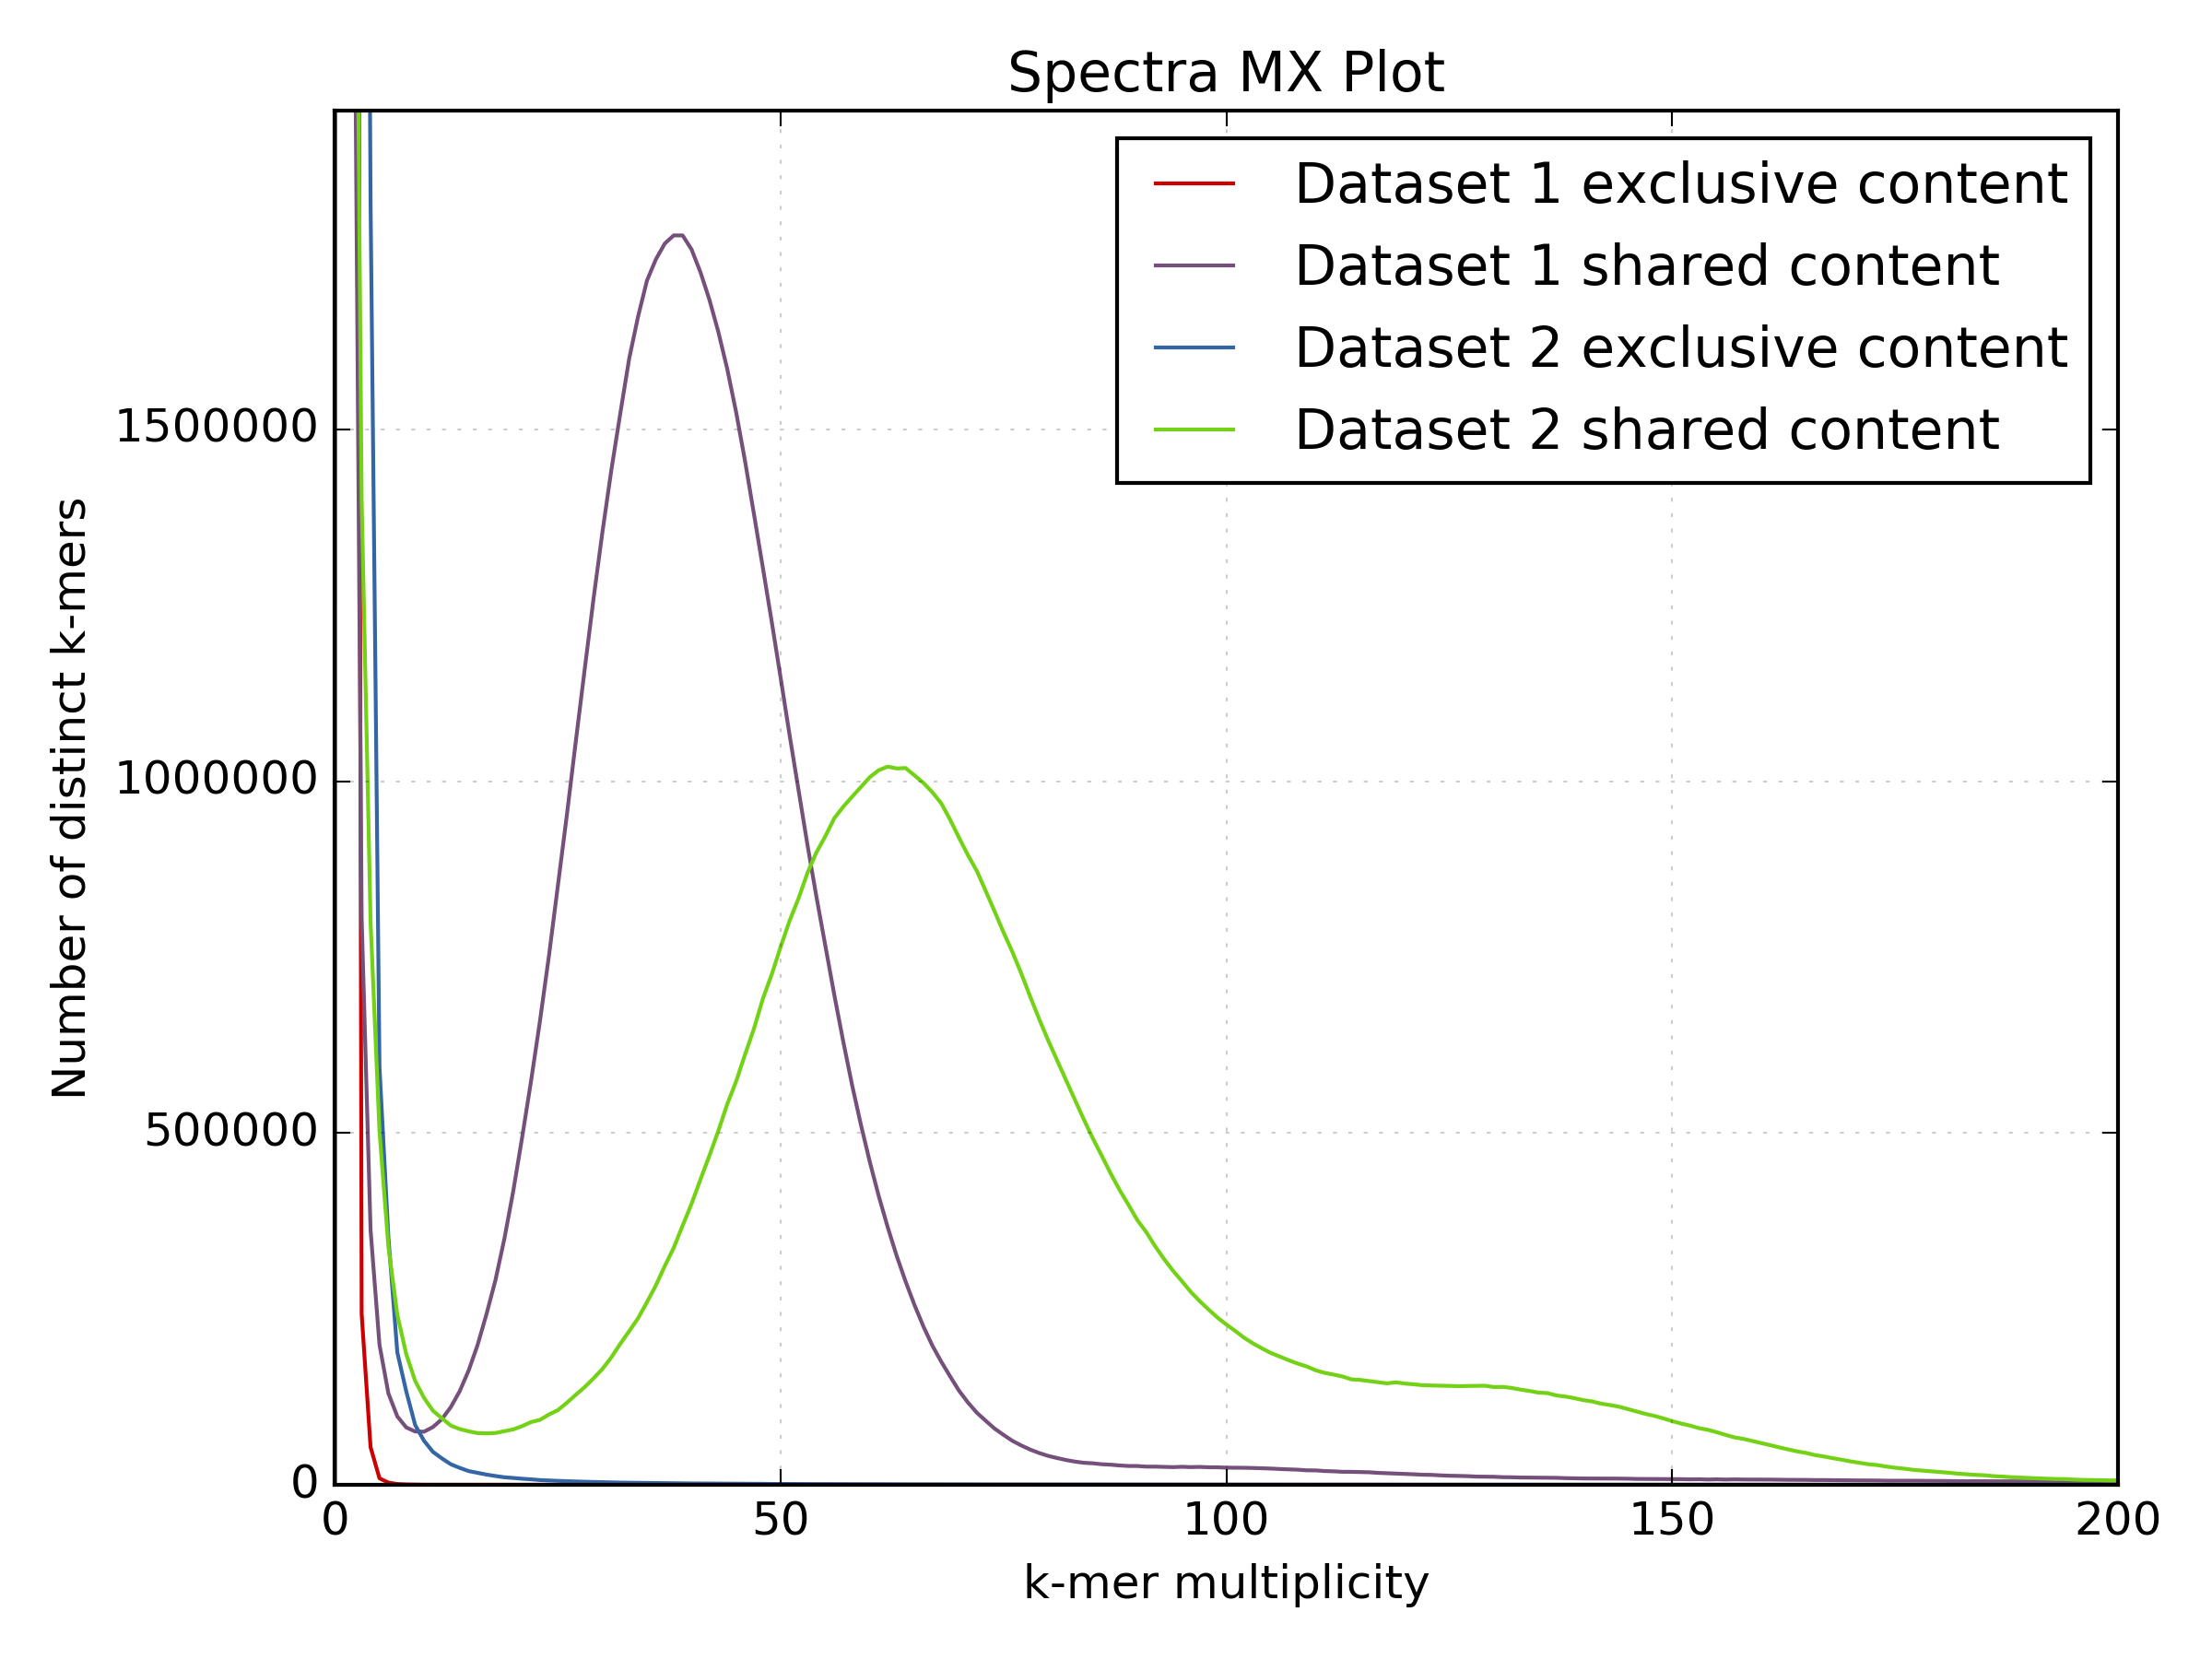 Spectra MX Plot
Dataset 1 exclusive content
Dataset 1 shared content
Dataset 2 exclusive content
Dataset 2 shared content
Number of distinct k-mers
1500000
1000000
500000
0
0 50 100 150 200
k-mer multiplicity